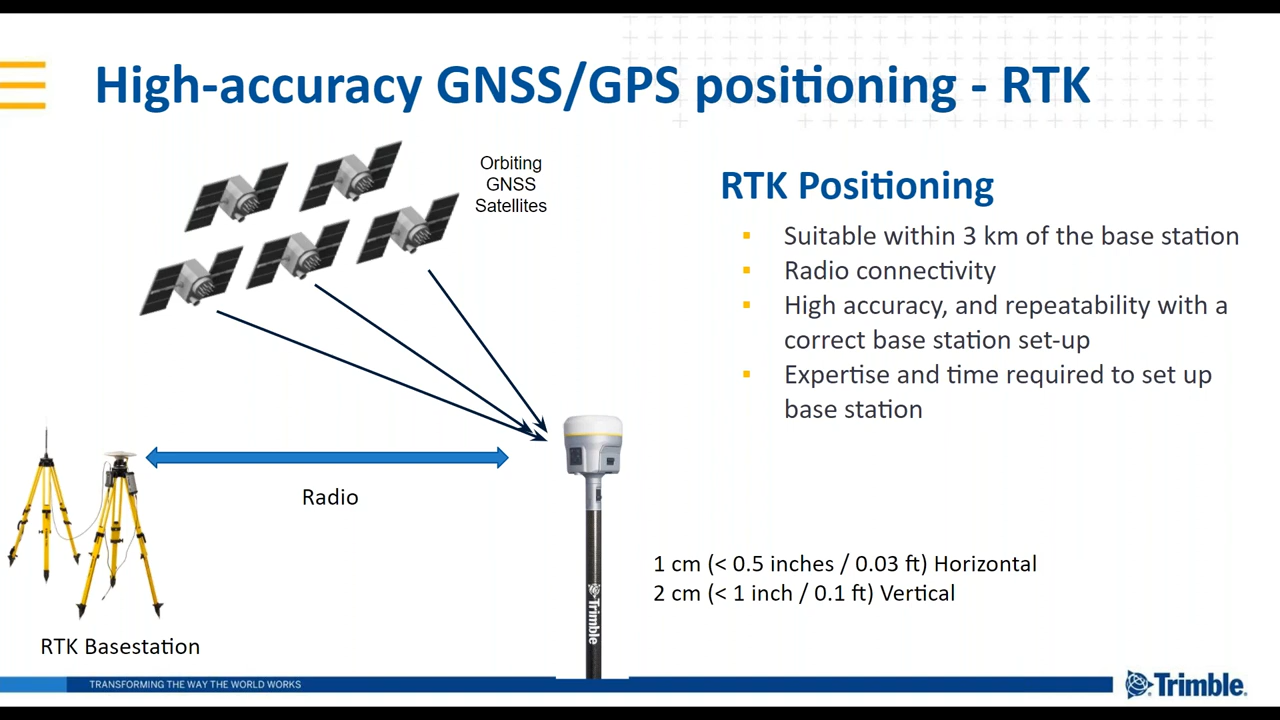 High-accuracy GNSS/GPS positioning - RTK
Orbiting
GNSS
Satellites
RTK Positioning
▪ Suitable within 3 km of the base station
▪ Radio connectivity
▪ High accuracy, and repeatability with a
correct base station set-up
▪ Expertise and time required to set up
base station
Radio
1 cm (< 0.5 inches / 0.03 ft) Horizontal
2 cm (< 1 inch / 0.1 ft) Vertical
Trimble
RTK Basestation
TRANSFORMING THE WAY THE WORLD WORKS
Trimble.